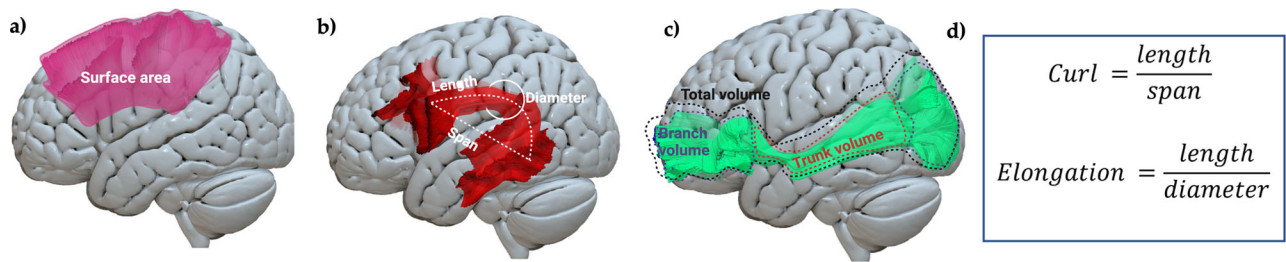 a)
Surface area
b)
Length
Diameter
Span
c)
Total volume
Branch
volume
Trunk volume
d)
Curl = length / span
Elongation = length / diameter